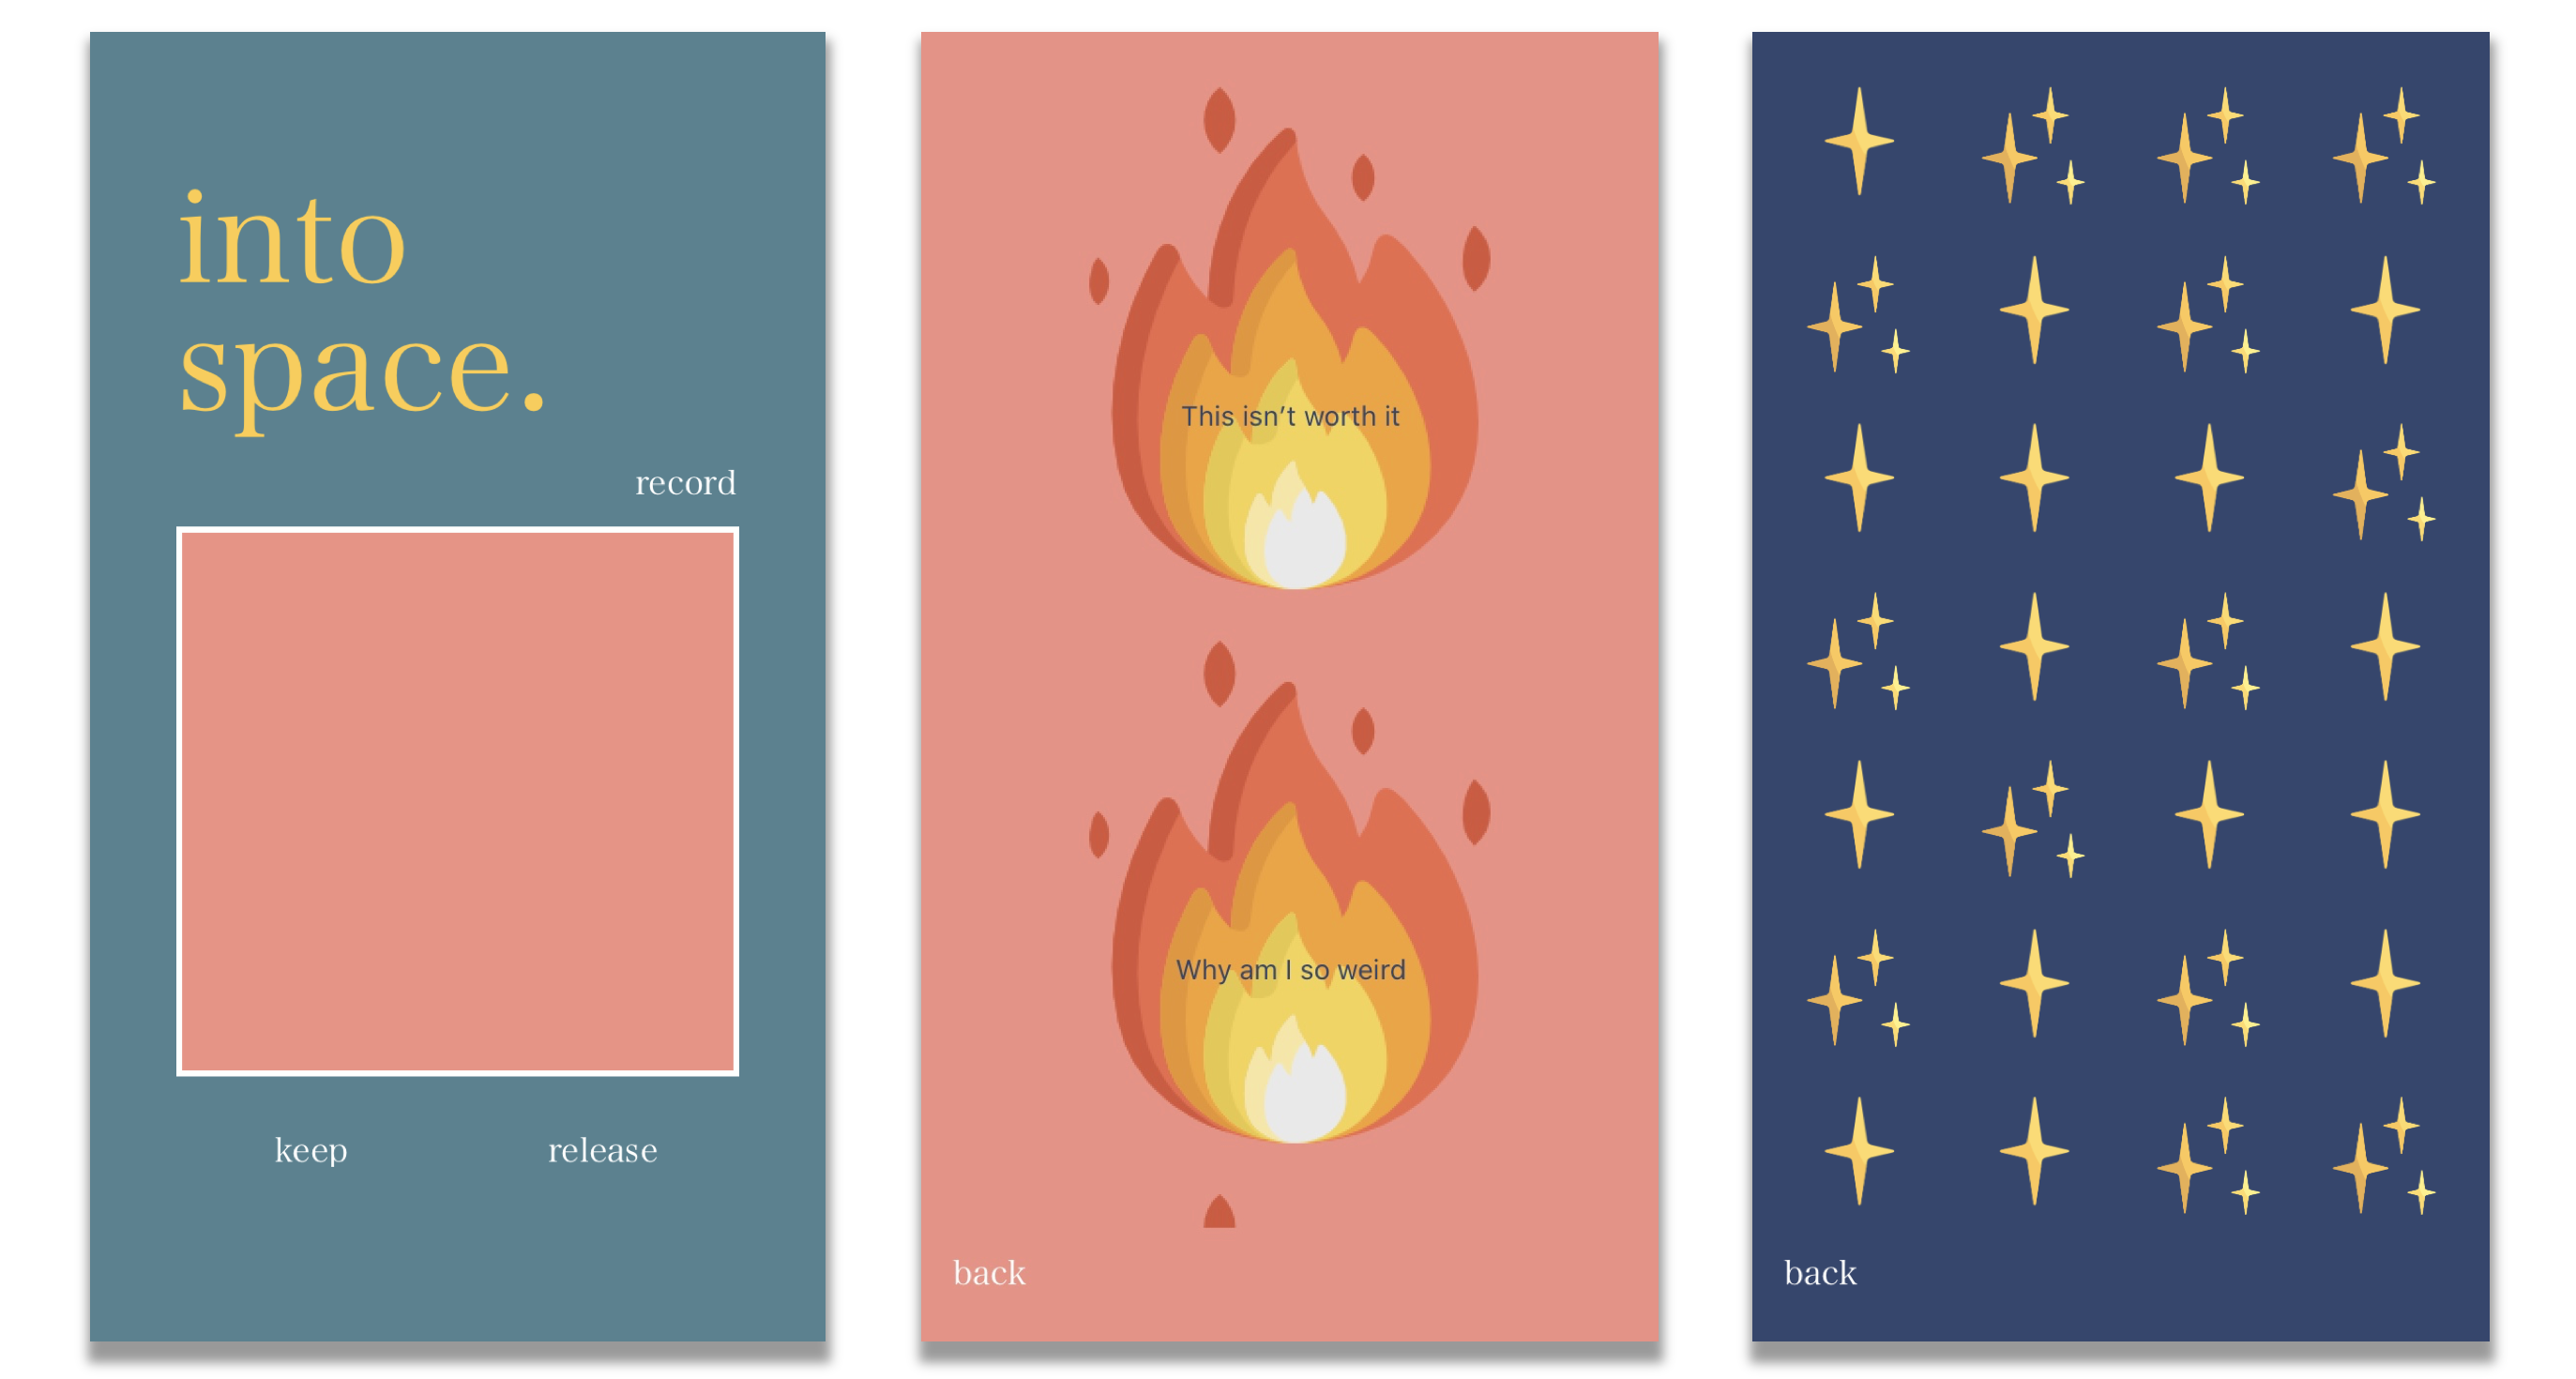 into
space.
record
keep
release
This isn’t worth it
Why am I so weird
back
back